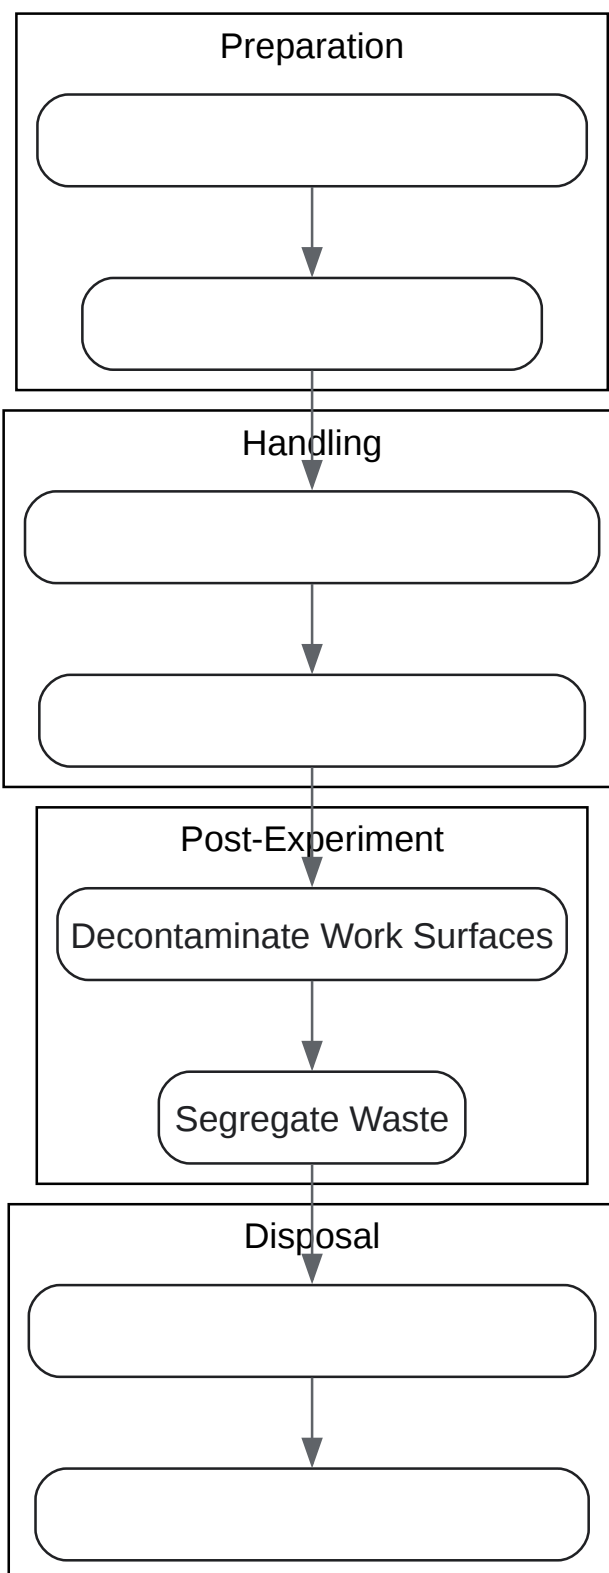 Preparation
Handling
Post-Experiment
Decontaminate Work Surfaces
Segregate Waste
Disposal